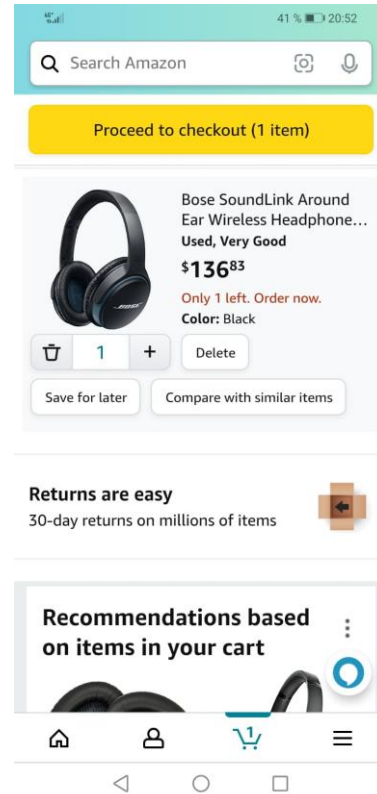 41 % 20:52
Search Amazon
Proceed to checkout (1 item)
Bose SoundLink Around
Ear Wireless Headphone...
Used, Very Good
$13683
Only 1 left. Order now.
Color: Black
BOSE
1 + Delete
Save for later Compare with similar items
Returns are easy
30-day returns on millions of items
Recommendations based
on items in your cart
1